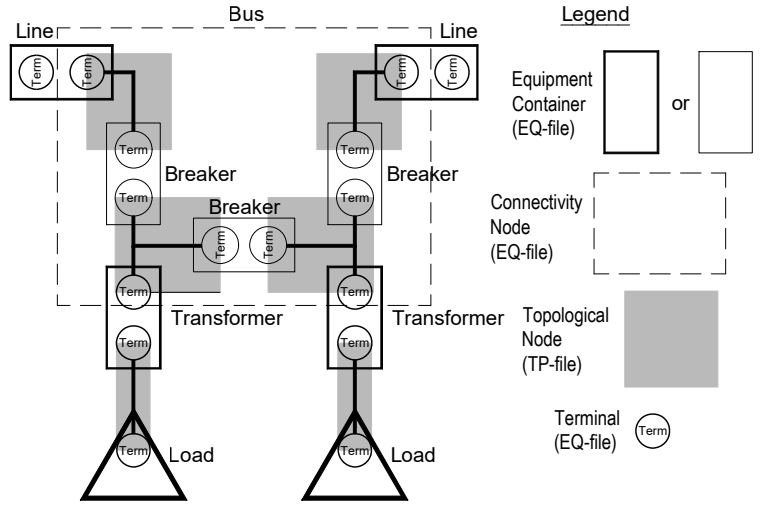 Bus
Legend
Line
Line
Term
Term
Term
Term
Equipment
Container
(EQ-file)
or
Term
Term
Breaker
Breaker
Term
Term
Breaker
Connectivity
Node
(EQ-file)
Term
Term
Term
Term
Transformer
Transformer
Topological
Node
(TP-file)
Term
Term
Terminal
(EQ-file)
Term
Term
Load
Term
Load